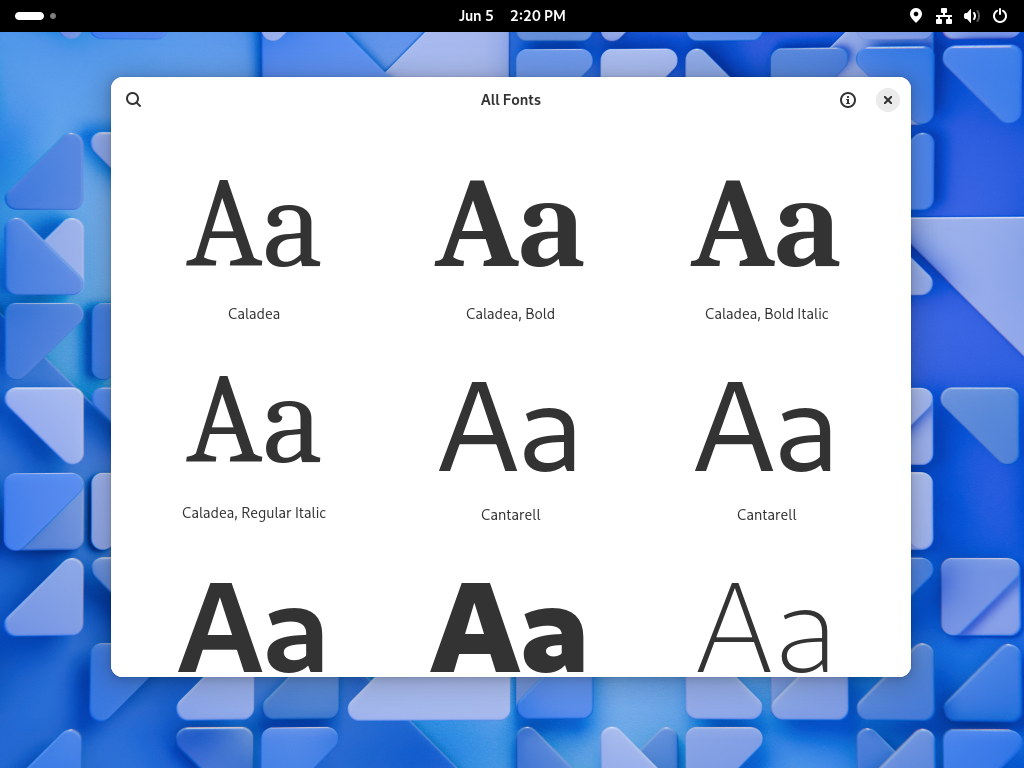 Jun 5 2:20 PM
All Fonts
Aa Aa Aa
Caladea Caladea, Bold Caladea, Bold Italic
Aa Aa Aa
Caladea, Regular Italic Cantarell Cantarell
Aa Aa Aa